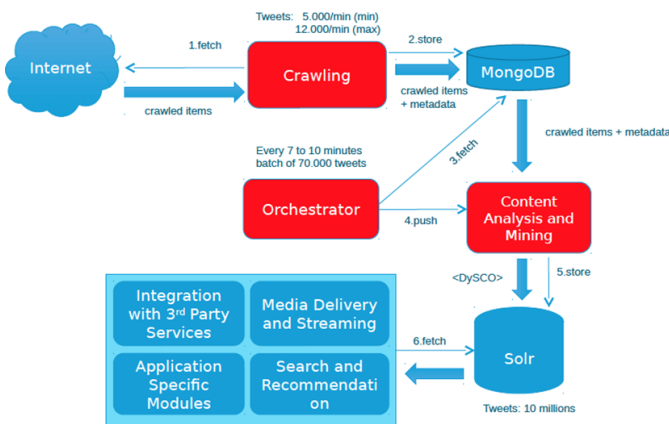 Tweets: 5.000/min (min)
12.000/min (max)
1.fetch
2.store
Internet
Crawling
MongoDB
crawled items
crawled items
+ metadata
crawled items + metadata
Every 7 to 10 minutes
batch of 70.000 tweets
3.fetch
Orchestrator
4.push
Content
Analysis and
Mining
<DySCO>
5.store
Integration
with 3rd Party
Services
Media Delivery
and Streaming
6.fetch
Solr
Application
Specific
Modules
Search and
Recommendati
on
Tweets: 10 millions